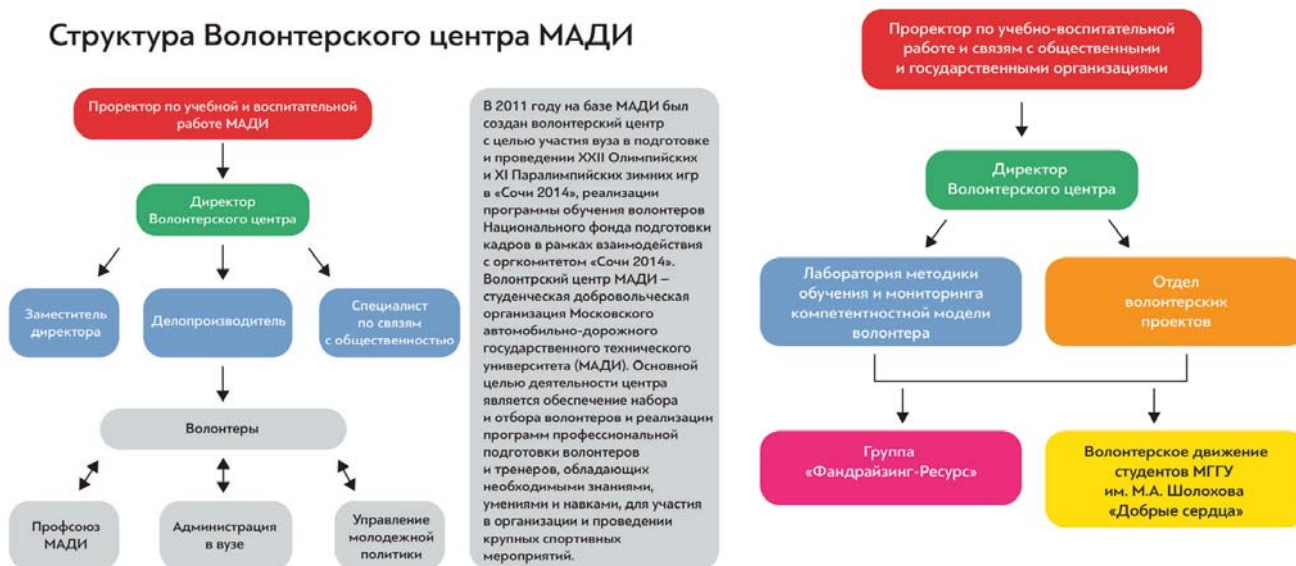 Структура Волонтерского центра МАДИ
Проректор по учебной и воспитательной
работе МАДИ
Директор
Волонтерского центра
Заместитель
директора
Делопроизводитель
Специалист
по связям
с общественностью
Волонтеры
Профсоюз
МАДИ
Администрация
в вузе
Управление
молодежной
политики
В 2011 году на базе МАДИ был
создан волонтерский центр
с целью участия вуза в подготовке
и проведении XXII Олимпийских
и XI Паралимпийских зимних игр
в «Сочи 2014», реализации
программы обучения волонтеров
Национального фонда подготовки
кадров в рамках взаимодействия
с оргкомитетом «Сочи 2014».
Волонтрский центр МАДИ –
студенческая добровольческая
организация Московского
автомобильно-дорожного
государственного технического
университета (МАДИ). Основной
целью деятельности центра
является обеспечение набора
и отбора волонтеров и реализации
программ профессиональной
подготовки волонтеров
и тренеров, обладающих
необходимыми знаниями,
умениями и навками, для участия
в организации и проведении
крупных спортивных
мероприятий.
Проректор по учебно-воспитательной
работе и связям с общественными
и государственными организациями
Директор
Волонтерского центра
Лаборатория методики
обучения и мониторинга
компетентностной модели
волонтера
Отдел
волонтерских
проектов
Группа
«Фандрайзинг-Ресурс»
Волонтерское движение
студентов МГГУ
им. М.А. Шолохова
«Добрые сердца»